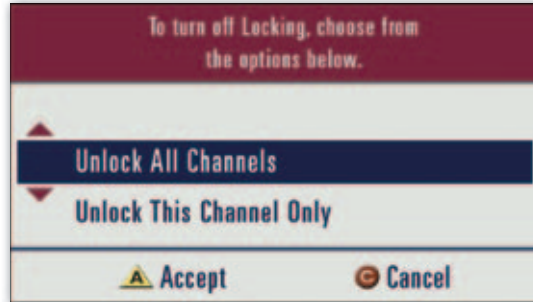 To turn off Locking, choose from
the options below.
Unlock All Channels
Unlock This Channel Only
A Accept
C Cancel